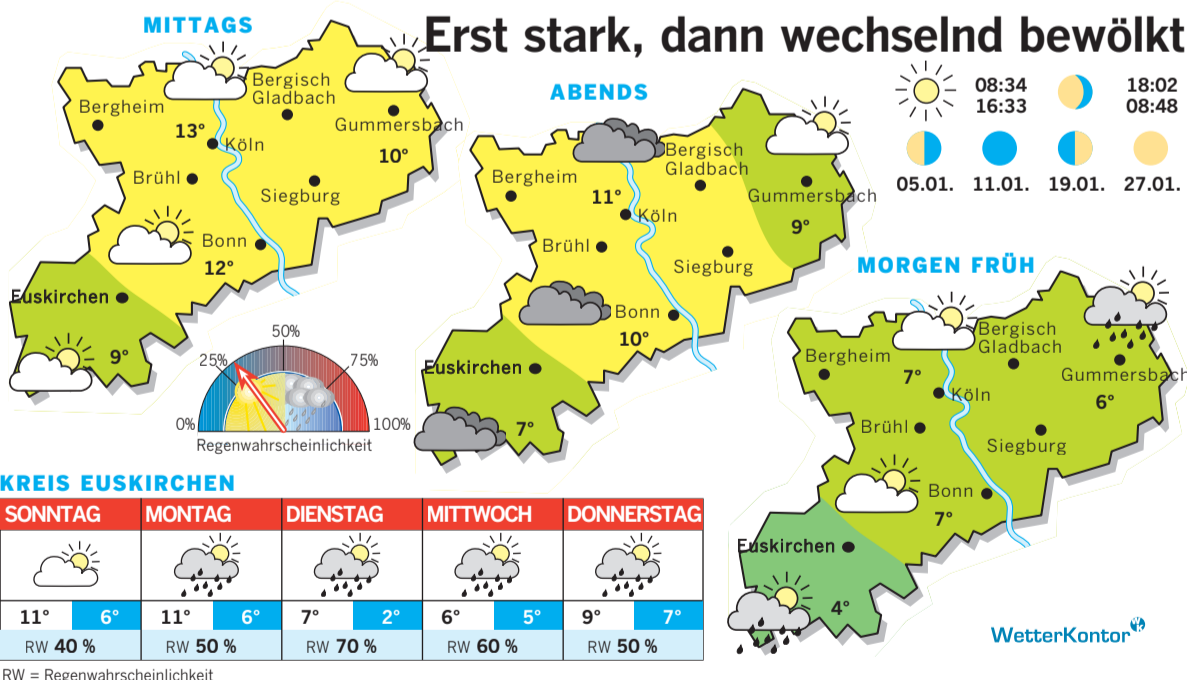 Erst stark, dann wechselnd bewölkt
MITTAGS
Bergheim
Bergisch
Gladbach
Gummersbach
13°
Köln
10°
Brühl
Siegburg
Bonn
12°
Euskirchen
9°
ABENDS
Bergheim
Bergisch
Gladbach
Gummersbach
11°
Köln
9°
Brühl
Siegburg
Bonn
10°
Euskirchen
7°
08:34
16:33
18:02
08:48
05.01. 11.01. 19.01. 27.01.
MORGEN FRÜH
Bergheim
Bergisch
Gladbach
Gummersbach
7°
Köln
6°
Brühl
Siegburg
Bonn
7°
Euskirchen
4°
50%
25% 75%
0% 100%
Regenwahrscheinlichkeit
KREIS EUSKIRCHEN
SONNTAG MONTAG DIENSTAG MITTWOCH DONNERSTAG
11° 6° 11° 6° 7° 2° 6° 5° 9° 7°
RW 40 % RW 50 % RW 70 % RW 60 % RW 50 %
RW = Regenwahrscheinlichkeit
WetterKontor